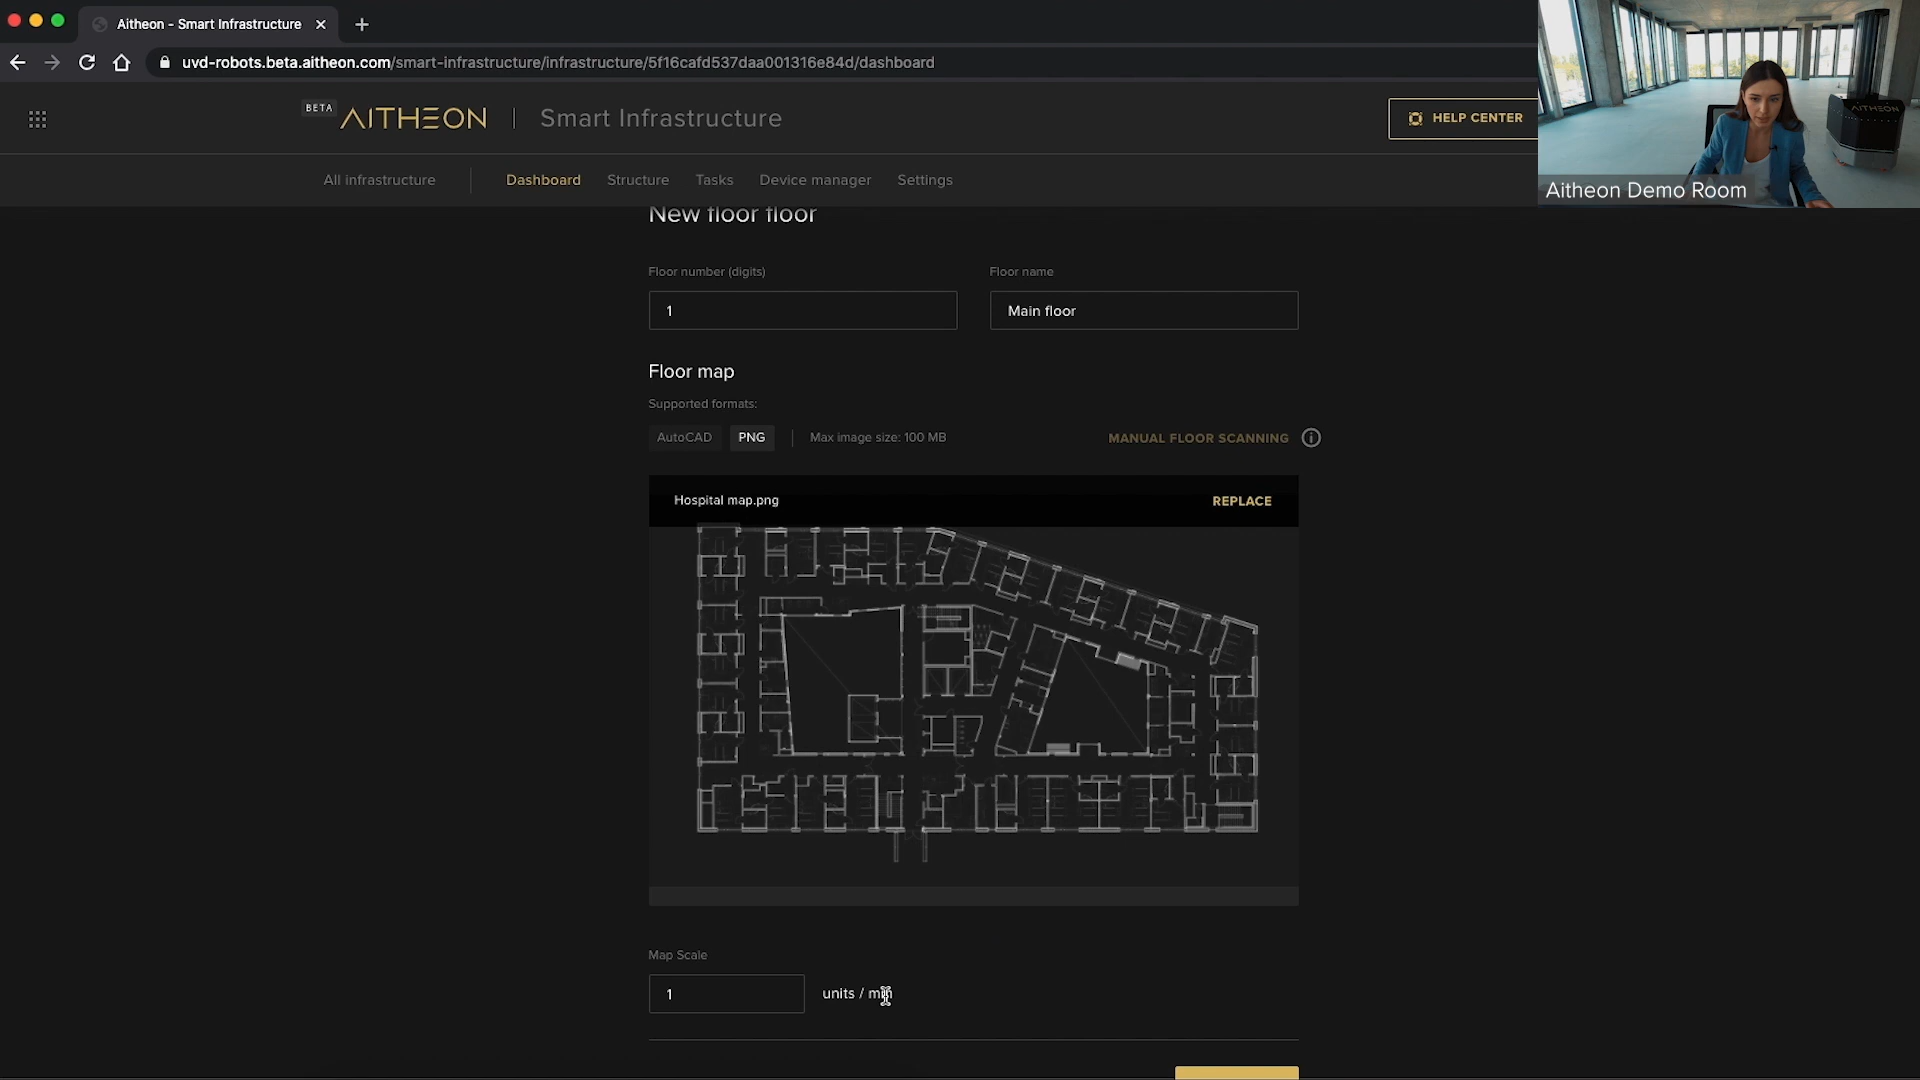 Aitheon - Smart Infrastructure
uvd-robots.beta.aitheon.com/smart-infrastructure/infrastructure/5f16cafd537daa001316e84d/dashboard
BETA
AITHEON
Smart Infrastructure
HELP CENTER
AITHEON
Aitheon Demo Room
All infrastructure
Dashboard
Structure
Tasks
Device manager
Settings
New floor floor
Floor number (digits)
Floor name
1
Main floor
Floor map
Supported formats:
AutoCAD
PNG
Max image size: 100 MB
MANUAL FLOOR SCANNING
Hospital map.png
REPLACE
Map Scale
1
units /